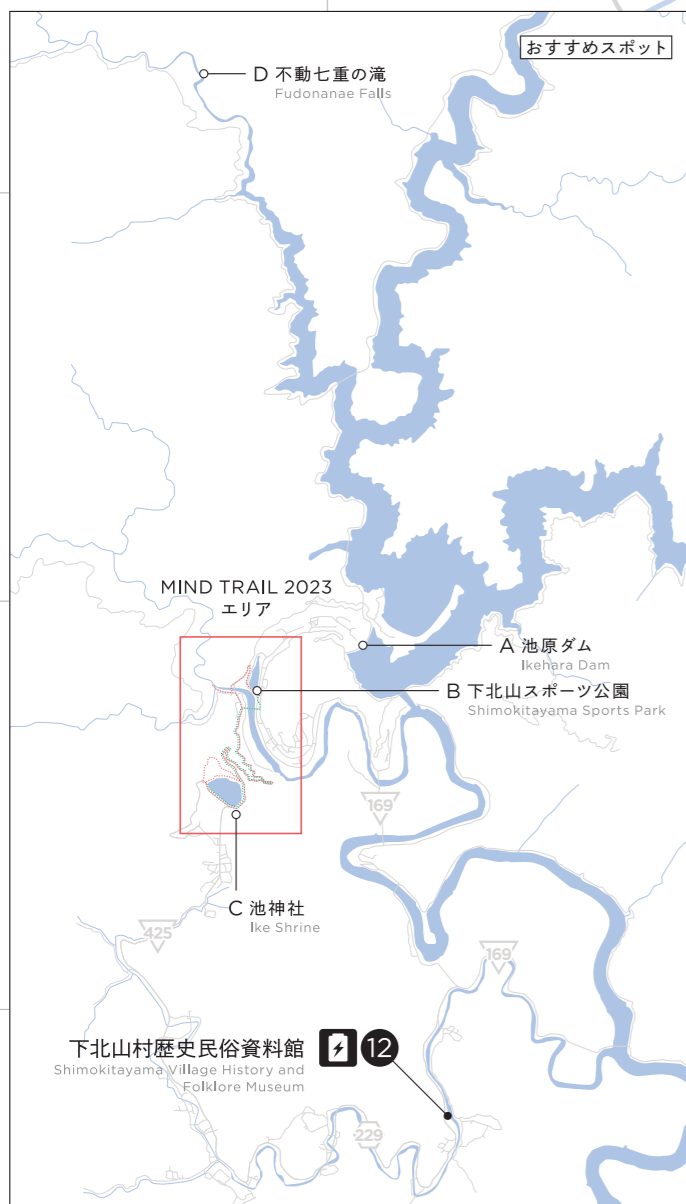 おすすめスポット
D 不動七重の滝
Fudonanae Falls
MIND TRAIL 2023
エリア
A 池原ダム
Ikehara Dam
B 下北山スポーツ公園
Shimokitayama Sports Park
169
C 池神社
Ike Shrine
425
169
下北山村歴史民俗資料館
12
Shimokitayama Village History and
Folklore Museum
229